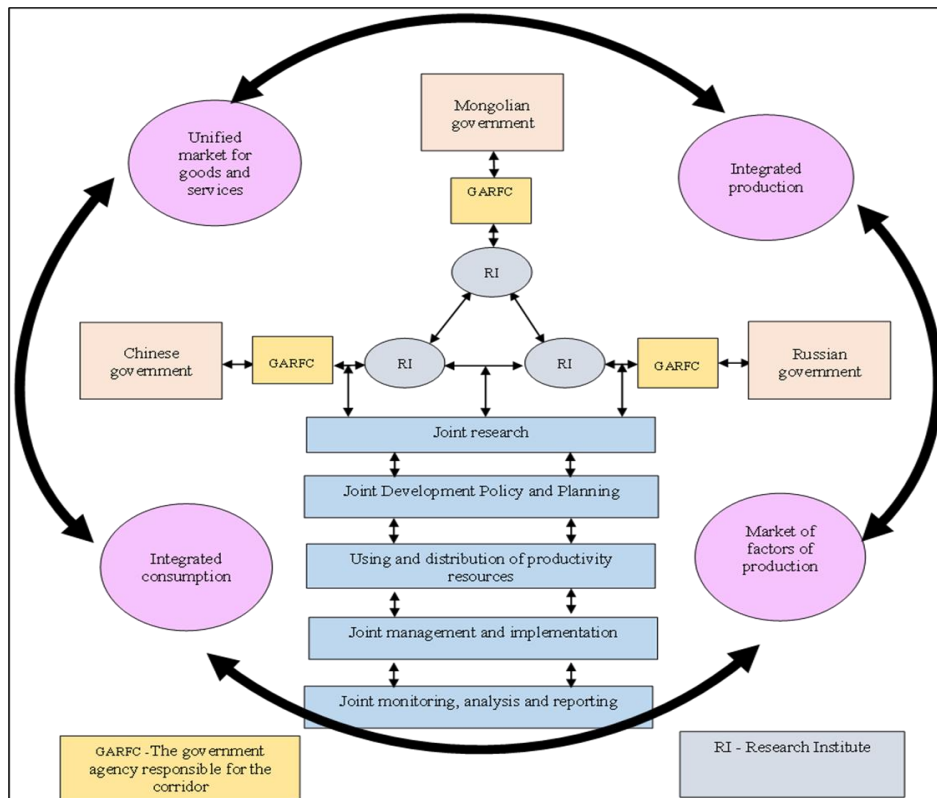 Mongolian
government
Unified
market for
goods and
services
Integrated
production
GARFC
RI
Chinese
government
GARFC
RI
RI
GARFC
Russian
government
Joint research
Joint Development Policy and Planning
Market of
factors of
production
Integrated
consumption
Using and distribution of productivity
resources
Joint management and implementation
Joint monitoring, analysis and reporting
GARFC -The government
agency responsible for the
corridor
RI - Research Institute